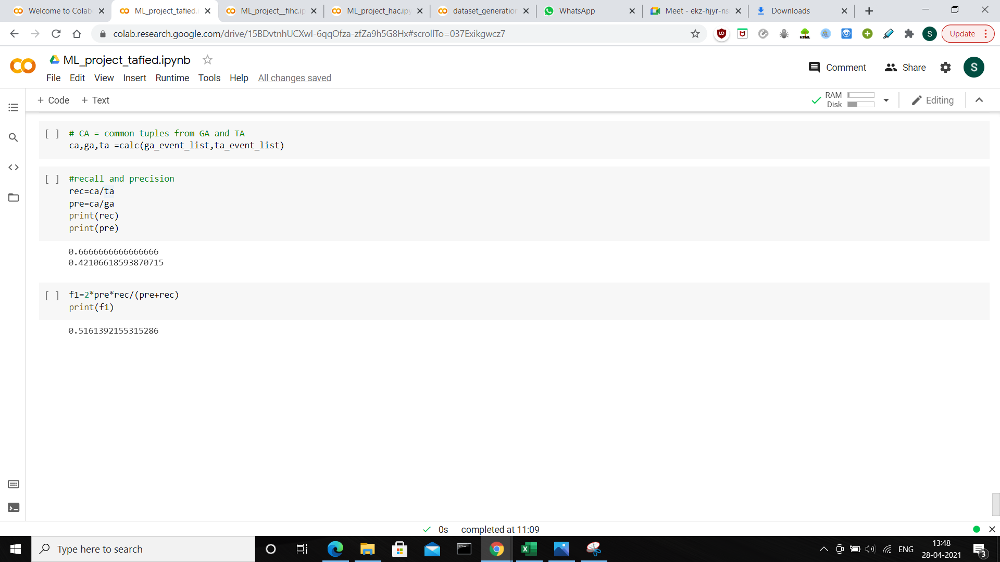 Welcome to Colab
ML_project_tafied.i
ML_project__fihc.ip
ML_project_hac.ipy
dataset_generation
WhatsApp
Meet - ekz-hjyr-ns
Downloads
colab.research.google.com/drive/15BDvtnhUCXwI-6qqOfza-zfZa9h5G8Hx#scrollTo=037Exikgwcz7
HTML
S
Update
ML_project_tafied.ipynb
Comment
Share
S
File Edit View Insert Runtime Tools Help All changes saved
+ Code + Text
RAM
Disk
Editing
[ ] # CA = common tuples from GA and TA
ca,ga,ta =calc(ga_event_list,ta_event_list)
[ ] #recall and precision
rec=ca/ta
pre=ca/ga
print(rec)
print(pre)
0.6666666666666666
0.42106618593870715
[ ] f1=2*pre*rec/(pre+rec)
print(f1)
0.5161392155315286
0s completed at 11:09
Type here to search
ENG
13:48
28-04-2021
3